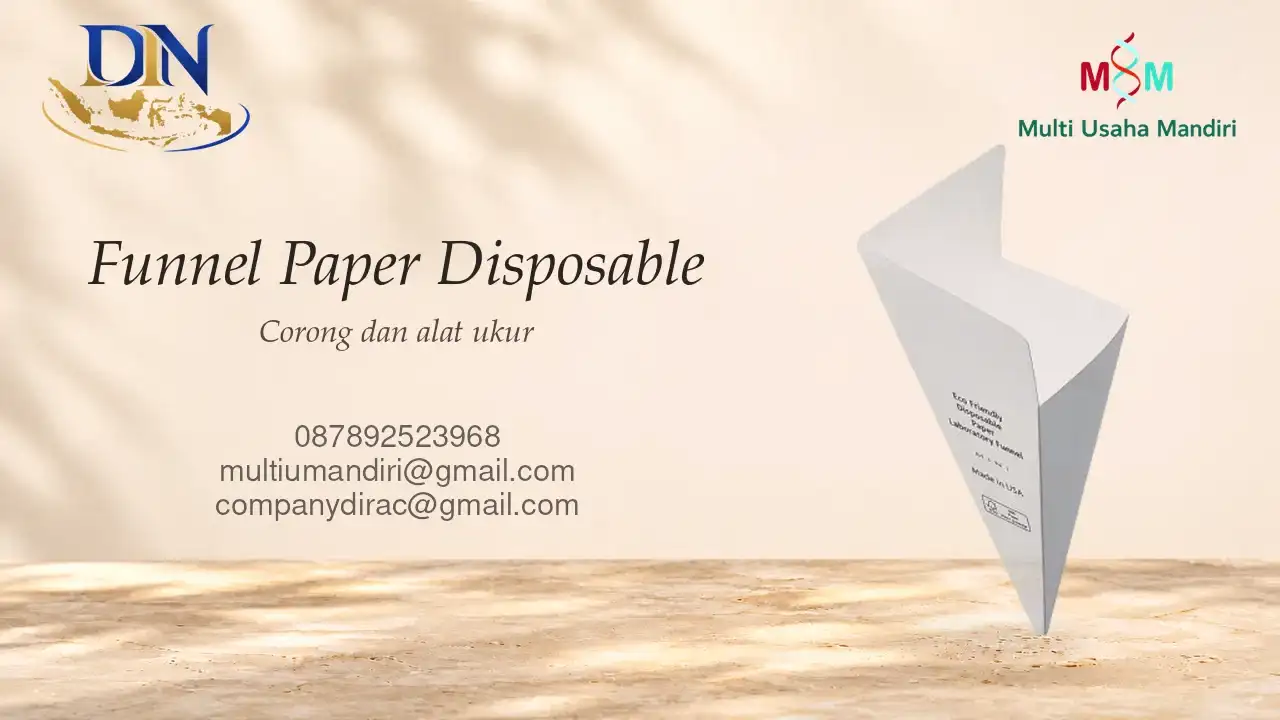 DN
M M
Multi Usaha Mandiri
Funnel Paper Disposable
Corong dan alat ukur
087892523968
multiumandiri@gmail.com
companydirac@gmail.com
Eco Friendly
Disposable
Paper
Laboratory Funnel
M I N I
Made in USA